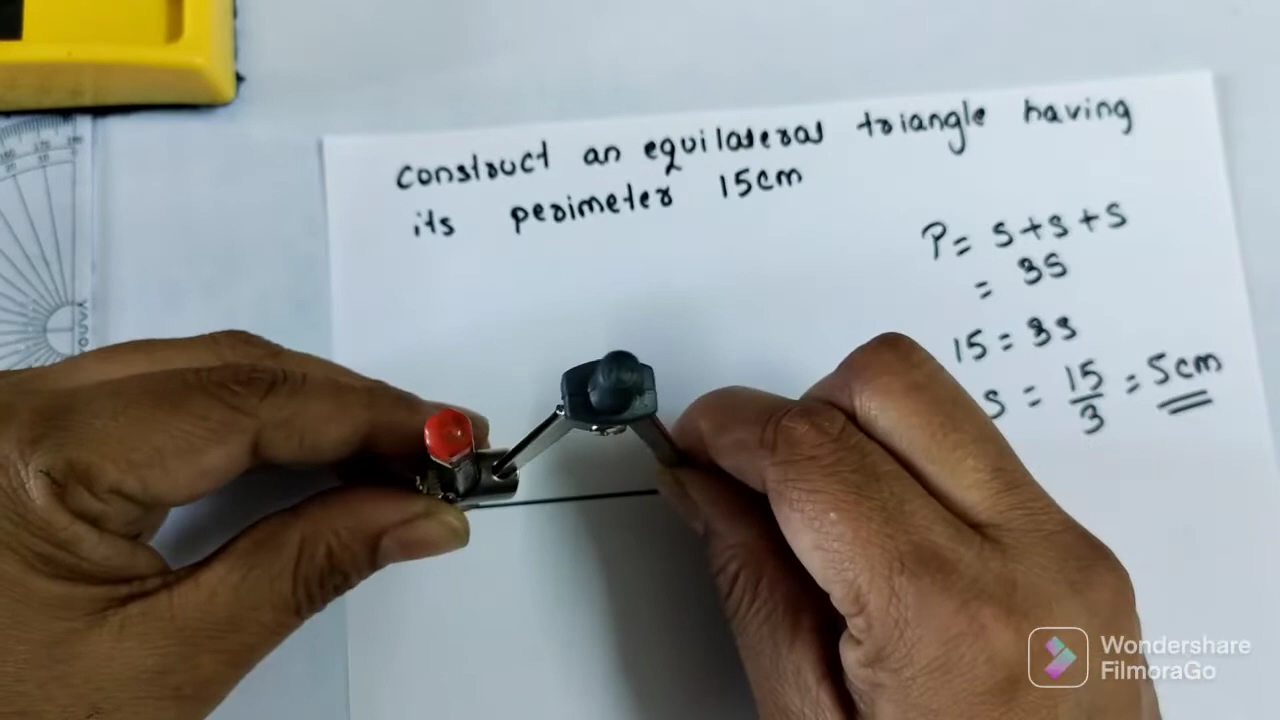 construct an equilateral triangle having
its perimeter 15cm
P = S+S+S
= 3S
15 = 3s
s = 15/3 = 5cm
Wondershare
FilmoraGo